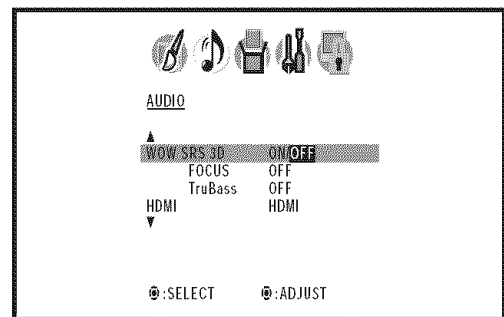 AUDIO
▲
WOW SRS 3D ON/OFF
FOCUS OFF
TruBass OFF
HDMI HDMI
▼
:SELECT :ADJUST